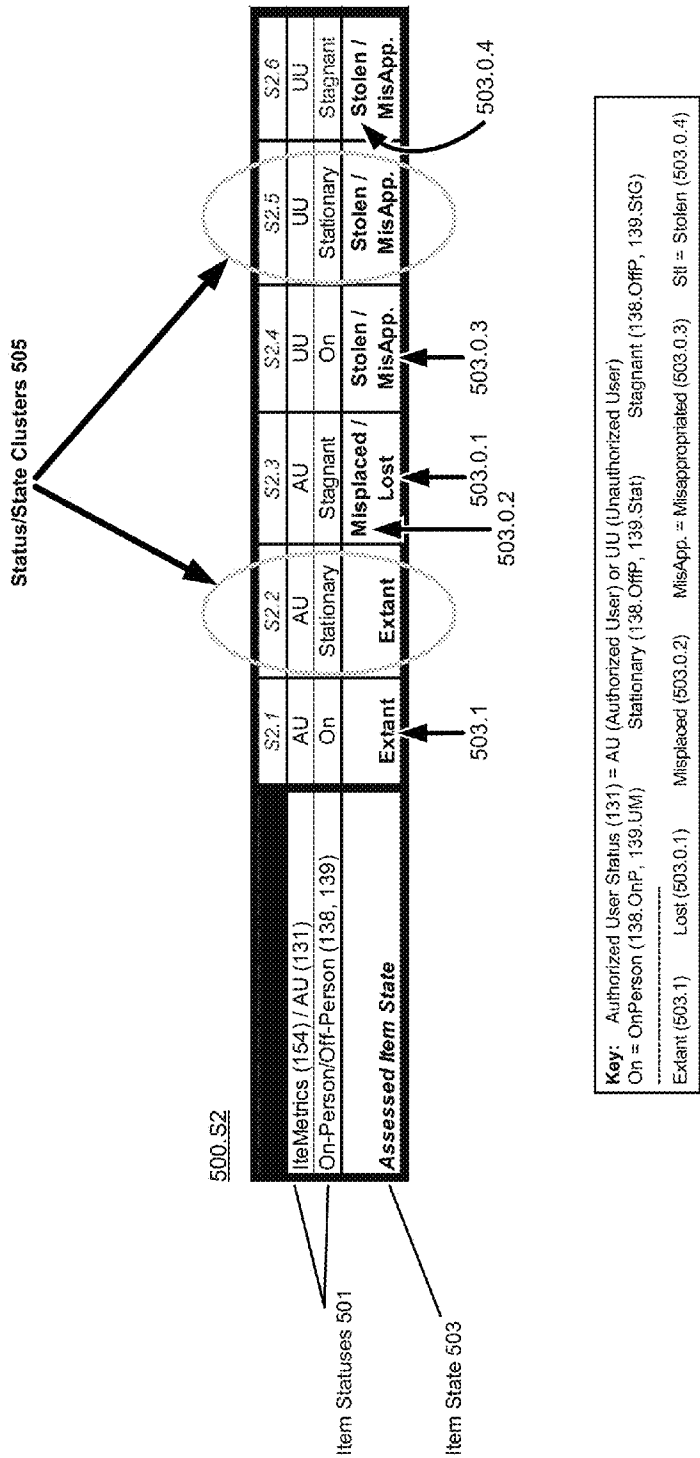 Status/State Clusters 505
500.S2
S2.1 S2.2 S2.3 S2.4 S2.5 S2.6
IteMetrics (154) / AU (131) AU AU AU UU UU UU
On-Person/Off-Person (138, 139) On Stationary Stagnant On Stationary Stagnant
Assessed Item State Extant Extant Misplaced / Lost Stolen / MisApp. Stolen / MisApp. Stolen / MisApp.
Item Statuses 501
Item State 503
503.1
503.0.2
503.0.1
503.0.3
503.0.4
Key: Authorized User Status (131) = AU (Authorized User) or UU (Unauthorized User)
On = OnPerson (138.OnP, 139.UM) Stationary (138.OffP, 139.Stat) Stagnant (138.OffP, 139.StG)
Extant (503.1) Lost (503.0.1) Misplaced (503.0.2) MisApp. = Misappropriated (503.0.3) Stl = Stolen (503.0.4)